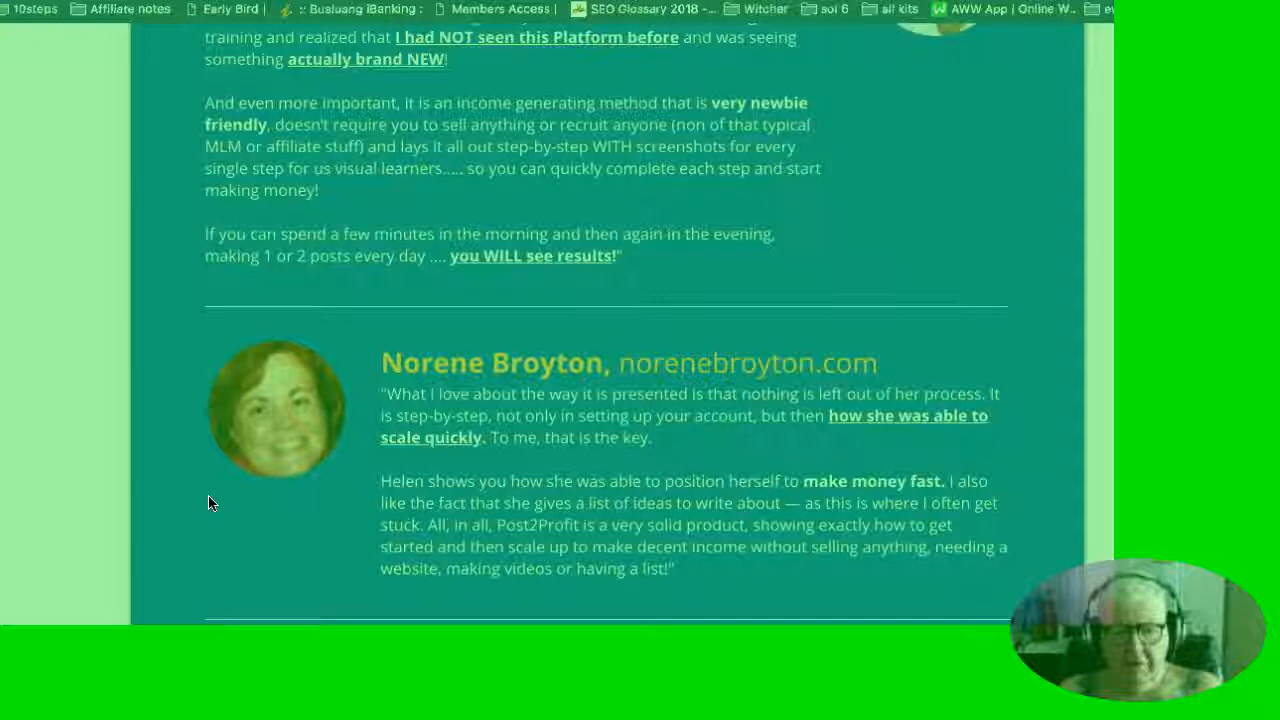 10steps Affiliate notes Early Bird | :: Bualuang iBanking : Members Access | SEO Glossary 2018 -... Witcher sol 6 all kits AWW App | Online W..
training and realized that I had NOT seen this Platform before and was seeing
something actually brand NEW!
And even more important, it is an income generating method that is very newbie
friendly, doesn't require you to sell anything or recruit anyone (non of that typical
MLM or affiliate stuff) and lays it all out step-by-step WITH screenshots for every
single step for us visual learners..... so you can quickly complete each step and start
making money!
If you can spend a few minutes in the morning and then again in the evening,
making 1 or 2 posts every day .... you WILL see results!"
Norene Broyton, norenebroyton.com
"What I love about the way it is presented is that nothing is left out of her process. It
is step-by-step, not only in setting up your account, but then how she was able to
scale quickly. To me, that is the key.
Helen shows you how she was able to position herself to make money fast. I also
like the fact that she gives a list of ideas to write about — as this is where I often get
stuck. All, in all, Post2Profit is a very solid product, showing exactly how to get
started and then scale up to make decent income without selling anything, needing a
website, making videos or having a list!"